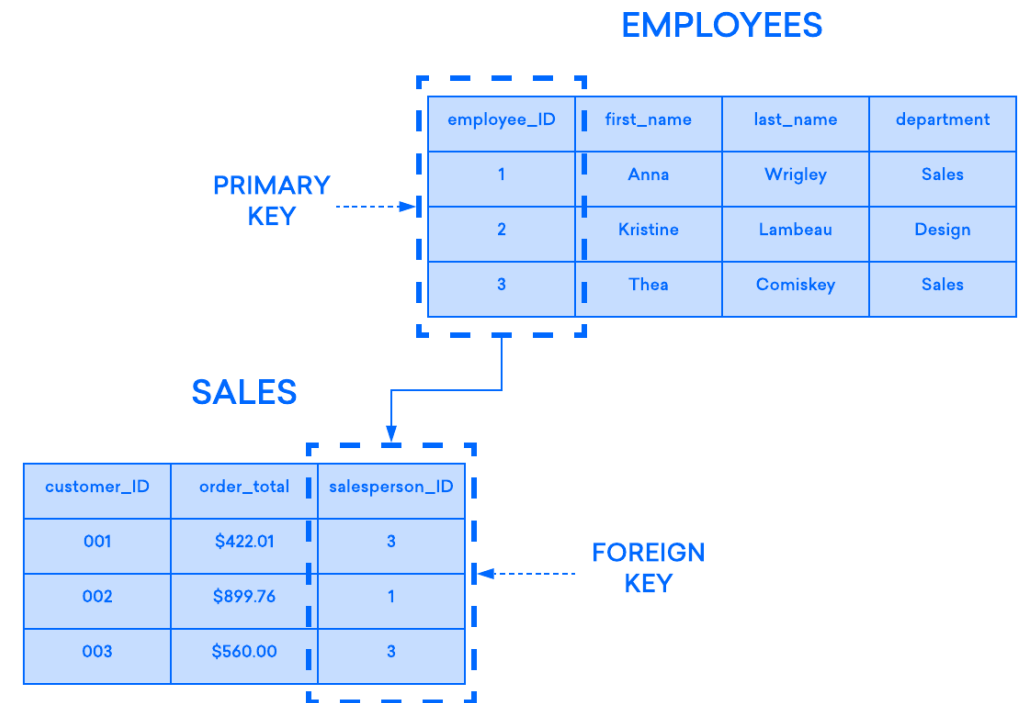 EMPLOYEES
employee_ID first_name last_name department
1 Anna Wrigley Sales
2 Kristine Lambeau Design
3 Thea Comiskey Sales
PRIMARY
KEY
SALES
customer_ID order_total salesperson_ID
001 $422.01 3
002 $899.76 1
003 $560.00 3
FOREIGN
KEY